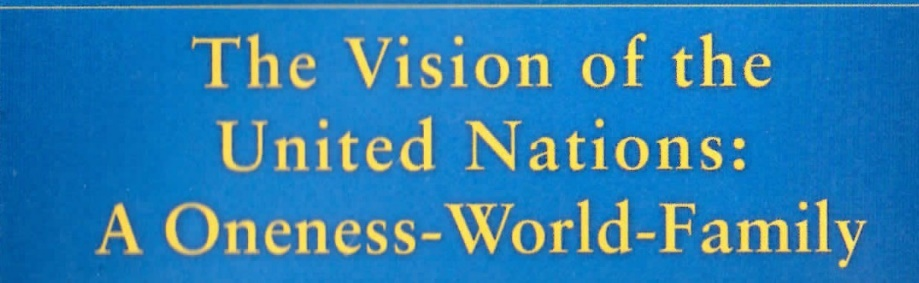 The Vision of the
United Nations:
A Oneness-World-Family